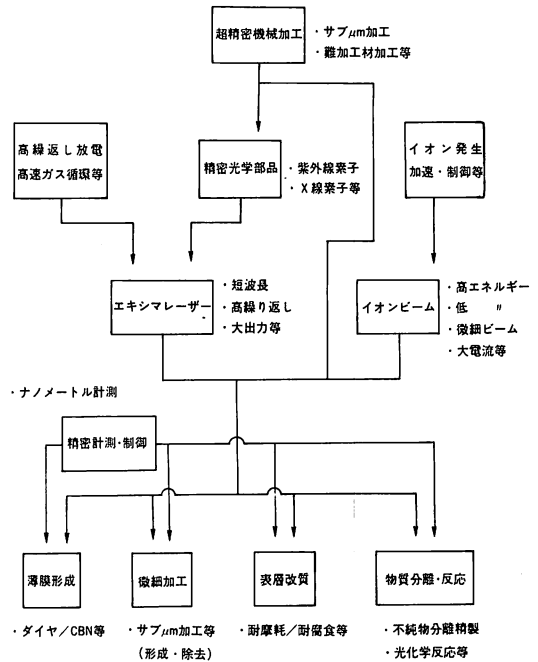 超精密機械加工
・サブμm加工
・難加工材加工等
高繰返し放電
高速ガス循環等
精密光学部品
・紫外線素子
・X線素子等
イオン発生
加速・制御等
エキシマレーザー
・短波長
・高繰り返し
・大出力等
イオンビーム
・高エネルギー
・低　〃
・微細ビーム
・大電流等
・ナノメートル計測
精密計測・制御
薄膜形成
微細加工
表層改質
物質分離・反応
・ダイヤ／CBN等
・サブμm加工等
（形成・除去）
・耐摩耗／耐腐食等
・不純物分離精製
・光化学反応等